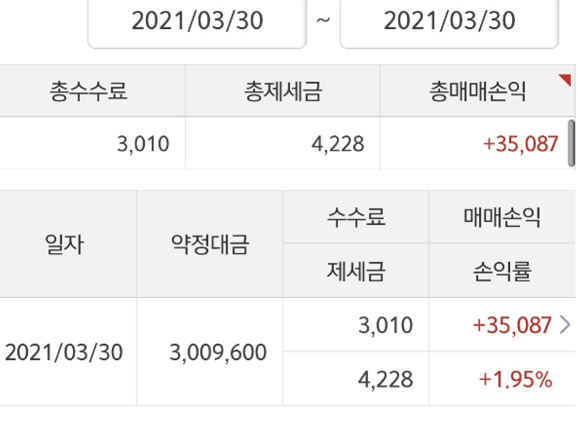 2021/03/30 ~ 2021/03/30
총수수료 총제세금 총매매손익
3,010 4,228 +35,087
일자 약정대금 수수료 매매손익
제세금 손익률
2021/03/30 3,009,600 3,010 +35,087
4,228 +1.95%